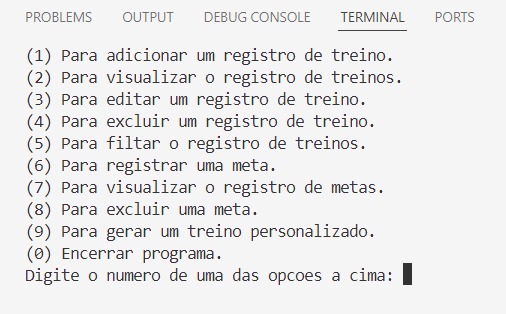 PROBLEMS OUTPUT DEBUG CONSOLE TERMINAL PORTS
(1) Para adicionar um registro de treino.
(2) Para visualizar o registro de treinos.
(3) Para editar um registro de treino.
(4) Para excluir um registro de treino.
(5) Para filtar o registro de treinos.
(6) Para registrar uma meta.
(7) Para visualizar o registro de metas.
(8) Para excluir uma meta.
(9) Para gerar um treino personalizado.
(0) Encerrar programa.
Digite o numero de uma das opcoes a cima: